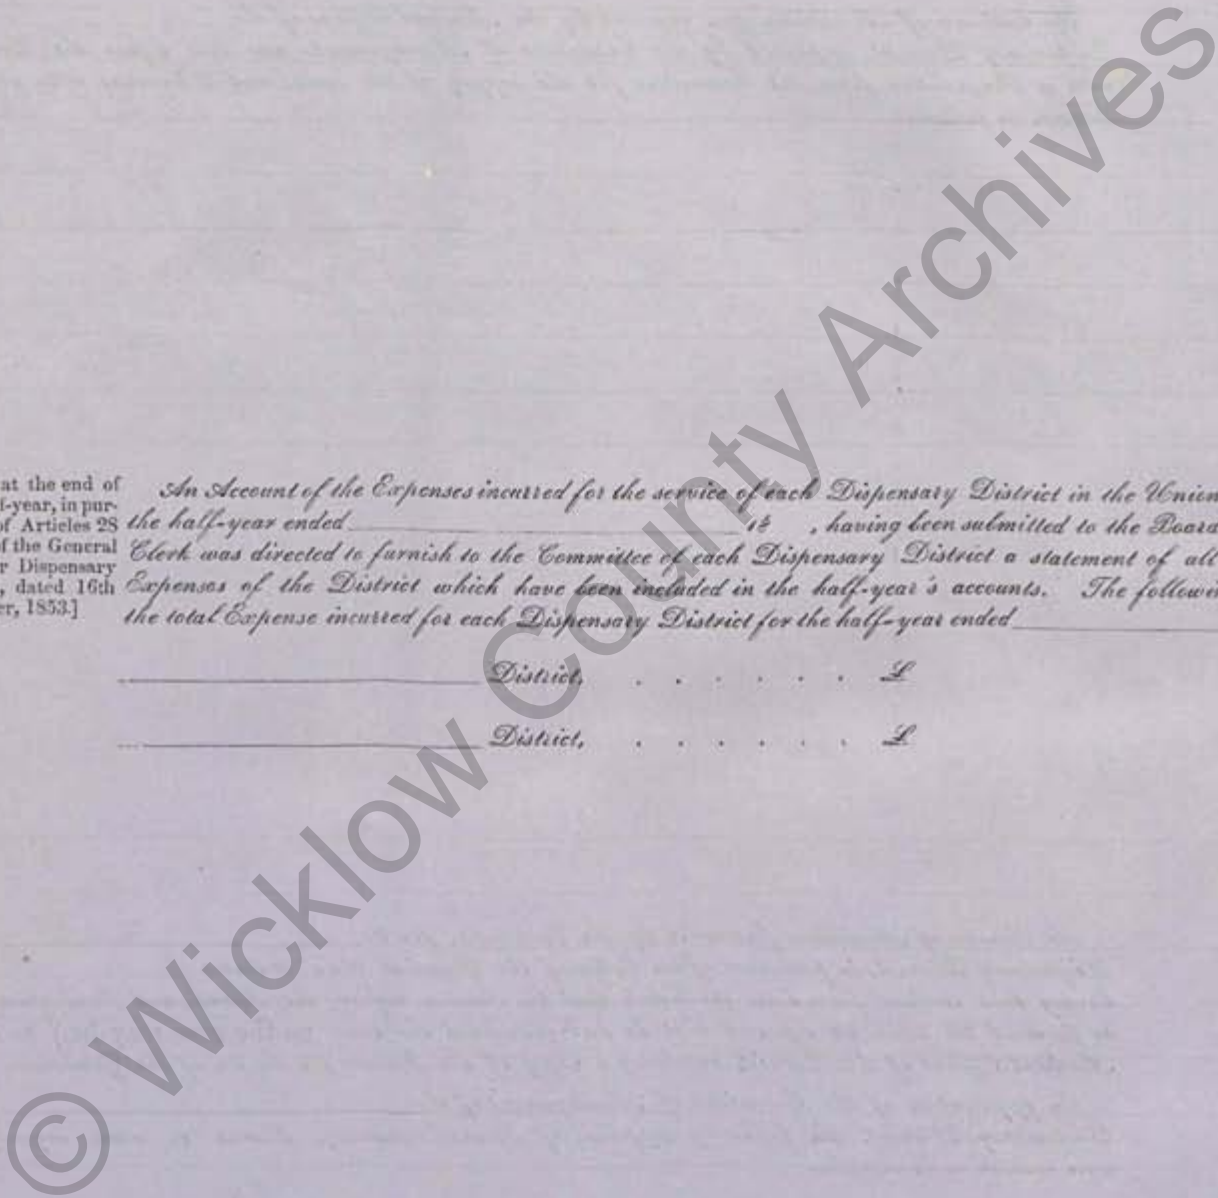 at the end of
f-year, in pur-
of Articles 28
f the General
r Dispensary
, dated 16th
er, 1853.]
An Account of the Expenses incurred for the service of each Dispensary District in the Union
the half-year ended 18 , having been submitted to the Board
Clerk was directed to furnish to the Committee of each Dispensary District a statement of all
Expenses of the District which have been included in the half-year's accounts. The followi
the total Expense incurred for each Dispensary District for the half-year ended
District, . . . . . . £
District, . . . . . . £
© Wicklow County Archives